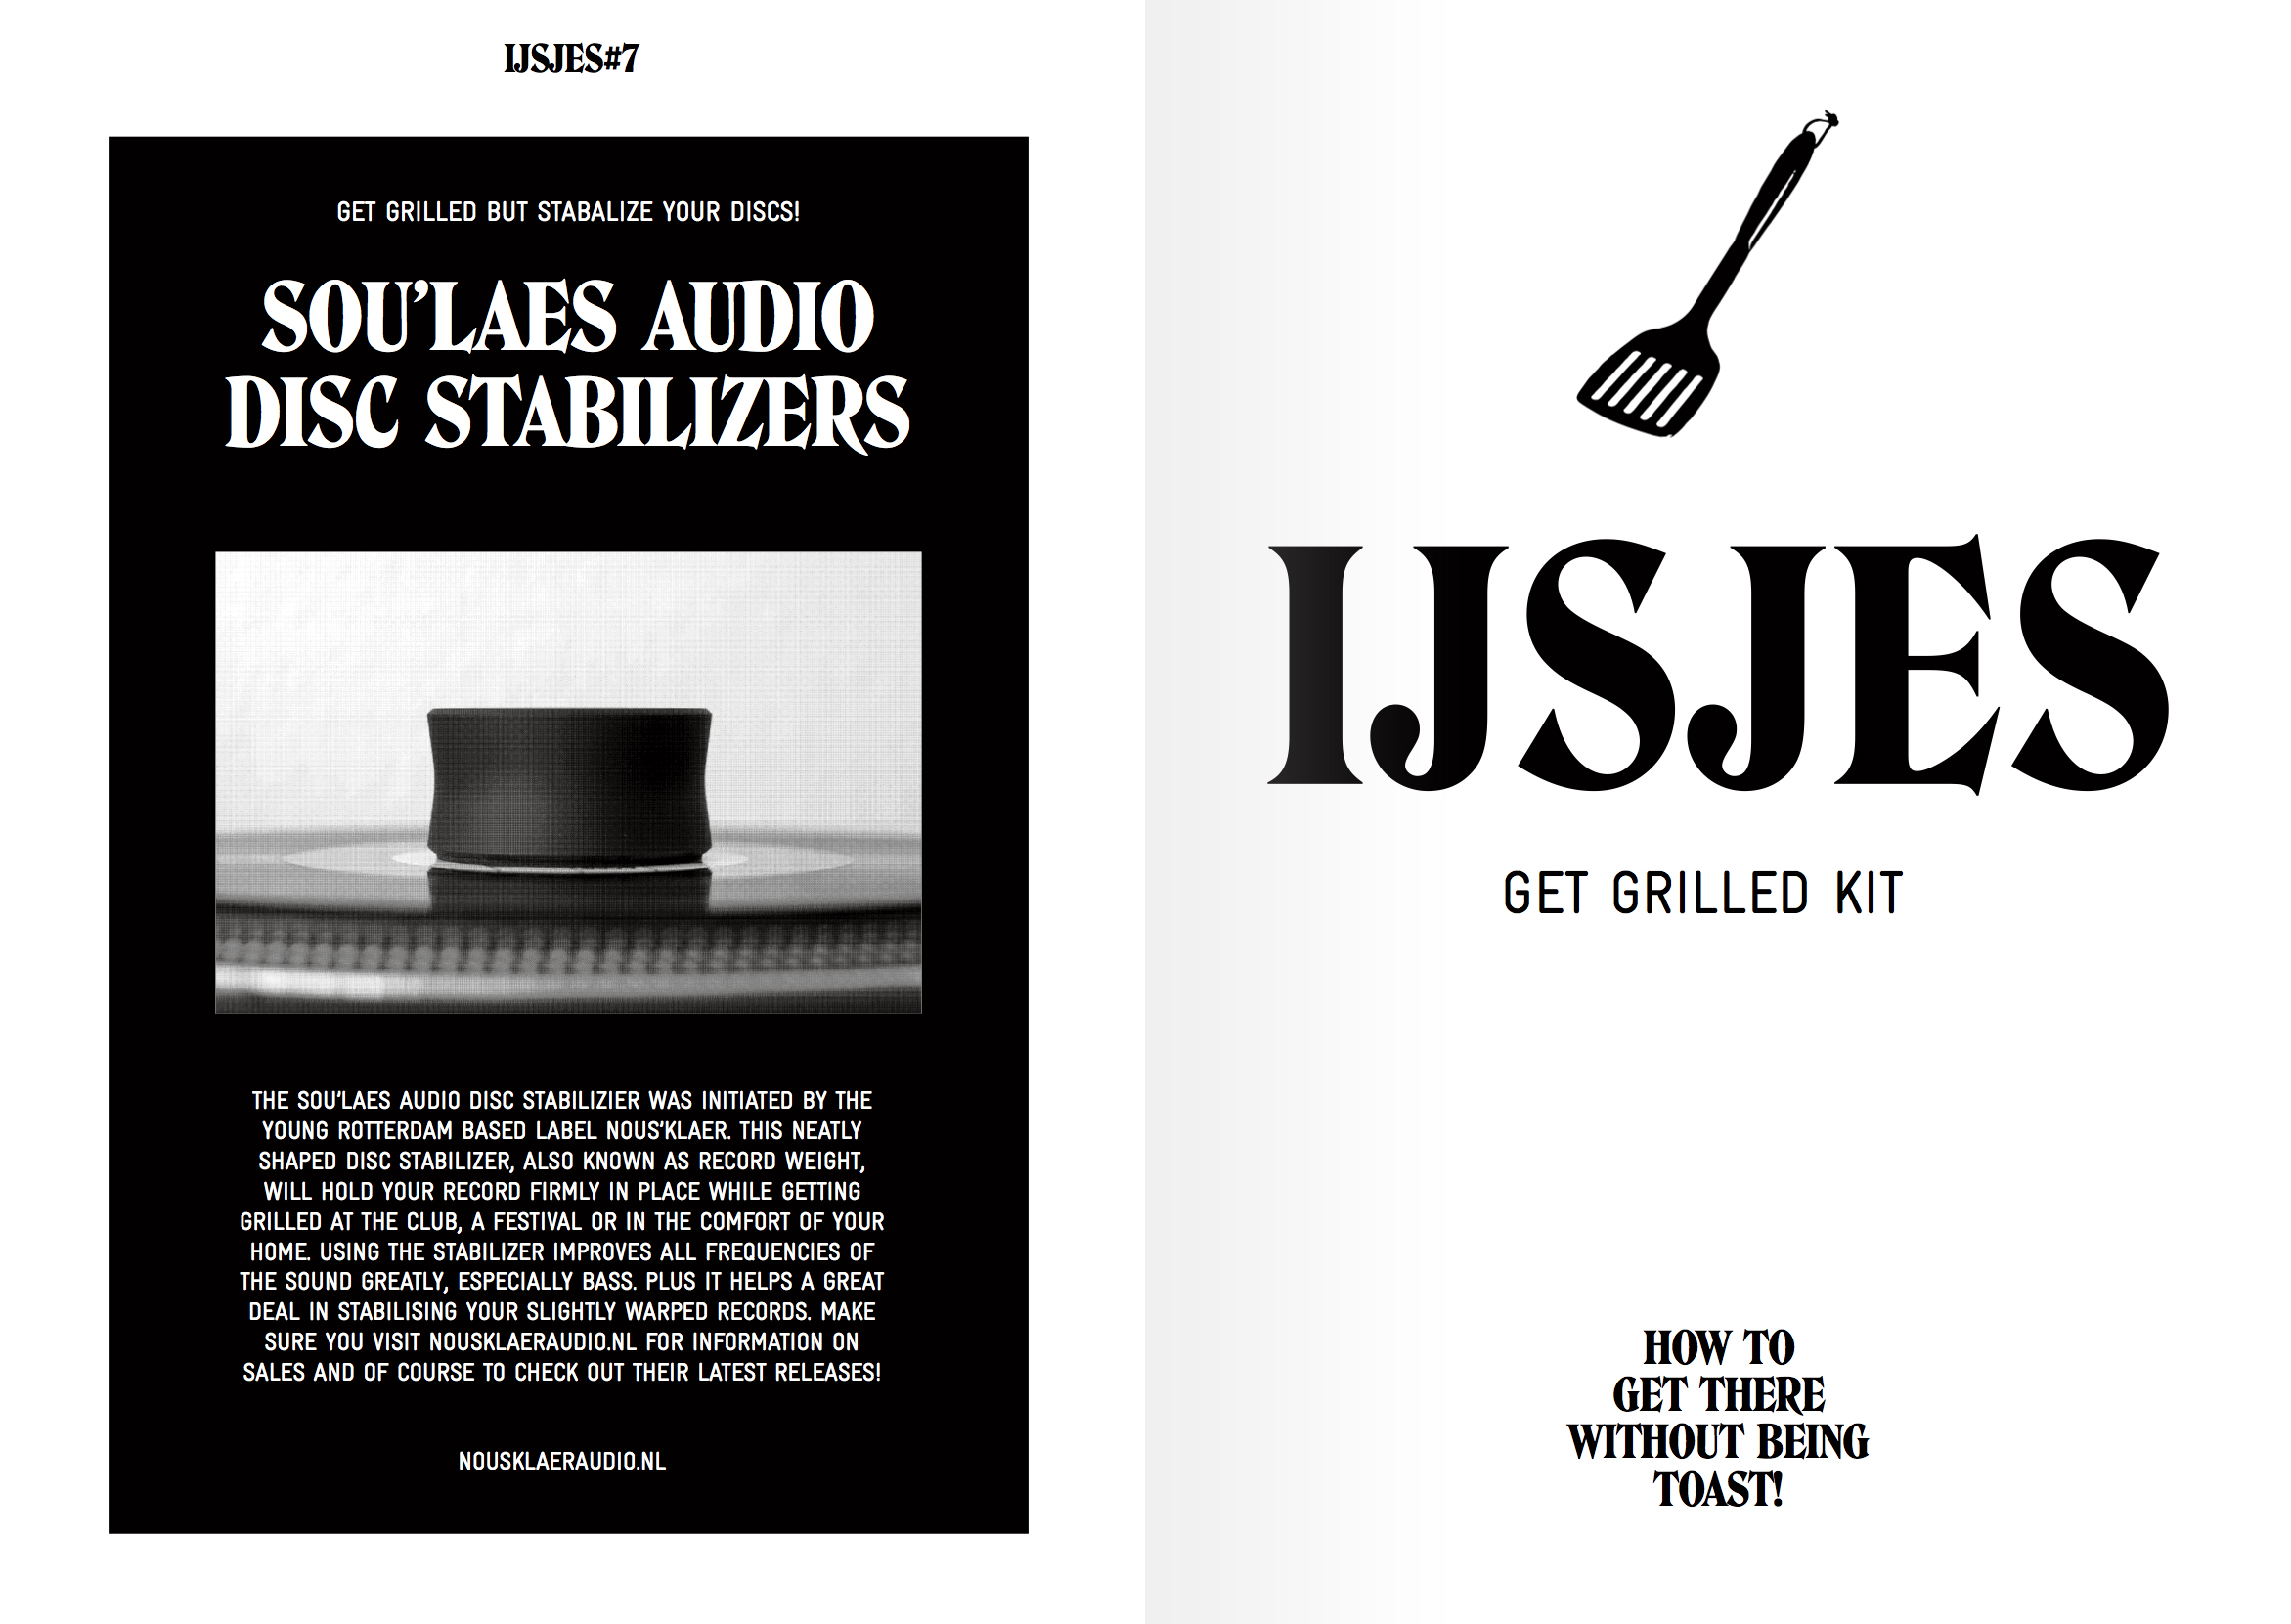 IJSJES#7
GET GRILLED BUT STABALIZE YOUR DISCS!
SOU'LAES AUDIO
DISC STABILIZERS
THE SOU'LAES AUDIO DISC STABILIZIER WAS INITIATED BY THE
YOUNG ROTTERDAM BASED LABEL NOUS'KLAER. THIS NEATLY
SHAPED DISC STABILIZER, ALSO KNOWN AS RECORD WEIGHT,
WILL HOLD YOUR RECORD FIRMLY IN PLACE WHILE GETTING
GRILLED AT THE CLUB, A FESTIVAL OR IN THE COMFORT OF YOUR
HOME. USING THE STABILIZER IMPROVES ALL FREQUENCIES OF
THE SOUND GREATLY, ESPECIALLY BASS. PLUS IT HELPS A GREAT
DEAL IN STABILISING YOUR SLIGHTLY WARPED RECORDS. MAKE
SURE YOU VISIT NOUSKLAERAUDIO.NL FOR INFORMATION ON
SALES AND OF COURSE TO CHECK OUT THEIR LATEST RELEASES!
NOUSKLAERAUDIO.NL
IJSJES
GET GRILLED KIT
HOW TO
GET THERE
WITHOUT BEING
TOAST!